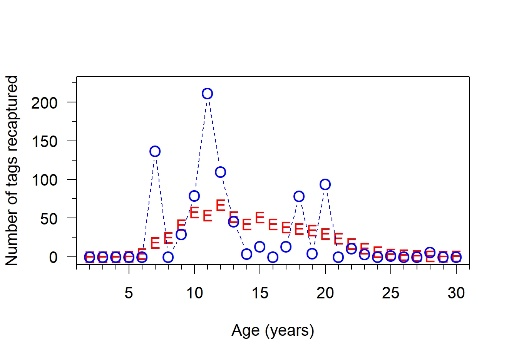 Number of tags recaptured
200
150
100
50
0
5 10 15 20 25 30
Age (years)
E E E E E E E E E E E E E E E E E E E E E E E E E E E E E
O O O O O O O O O O O O O O O O O O O O O O O O O O O O O